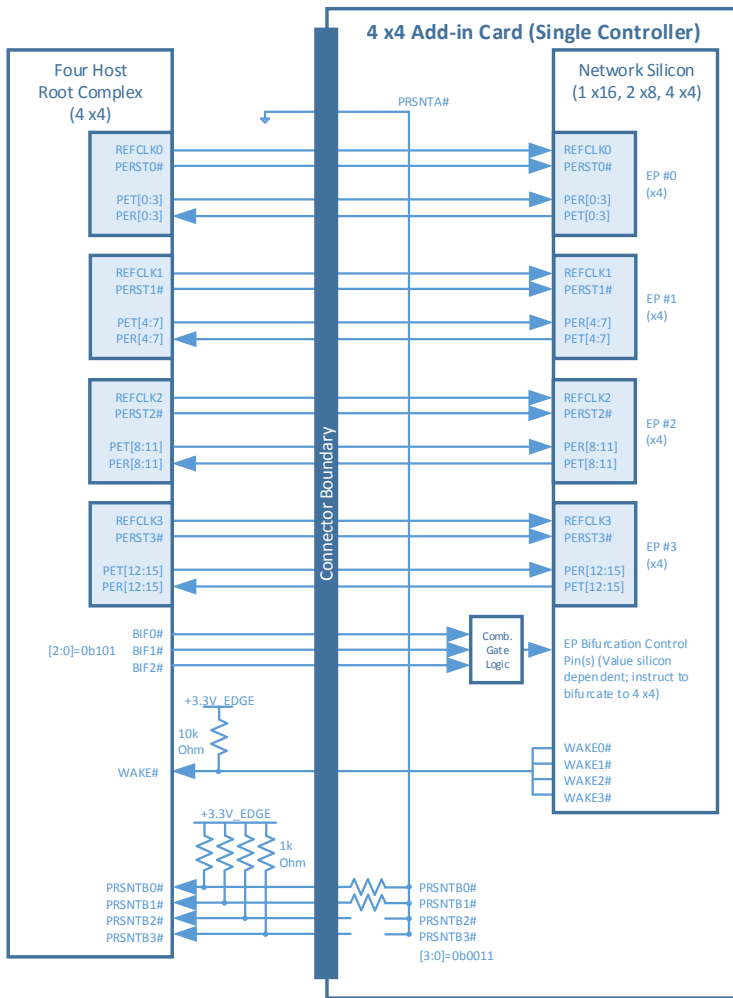 4 x4 Add-in Card (Single Controller)
Four Host
Root Complex
(4 x4)
Network Silicon
(1 x16, 2 x8, 4 x4)
PRSNTA#
REFCLK0
PERST0#
PET[0:3]
PER[0:3]
REFCLK0
PERST0#
PER[0:3]
PET[0:3]
EP #0
(x4)
REFCLK1
PERST1#
PET[4:7]
PER[4:7]
REFCLK1
PERST1#
PER[4:7]
PET[4:7]
EP #1
(x4)
REFCLK2
PERST2#
PET[8:11]
PER[8:11]
REFCLK2
PERST2#
PER[8:11]
PET[8:11]
EP #2
(x4)
REFCLK3
PERST3#
PET[12:15]
PER[12:15]
REFCLK3
PERST3#
PER[12:15]
PET[12:15]
EP #3
(x4)
Connector Boundary
[2:0]=0b101
BIF0#
BIF1#
BIF2#
Comb.
Gate
Logic
EP Bifurcation Control
Pin(s) (Value silicon
dependent; instruct to
bifurcate to 4 x4)
+3.3V_EDGE
10k
Ohm
WAKE#
WAKE0#
WAKE1#
WAKE2#
WAKE3#
+3.3V_EDGE
1k
Ohm
PRSNTB0#
PRSNTB1#
PRSNTB2#
PRSNTB3#
PRSNTB0#
PRSNTB1#
PRSNTB2#
PRSNTB3#
[3:0]=0b0011